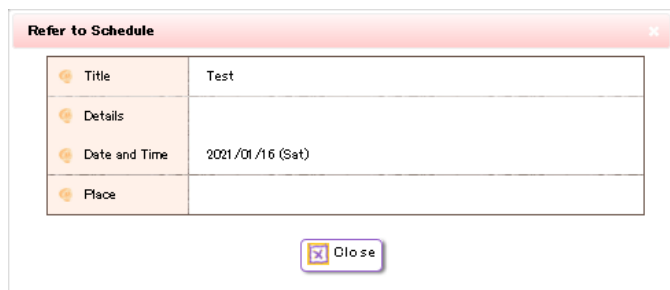 Refer to Schedule
Title Test
Details
Date and Time 2021/01/16 (Sat)
Place
Close